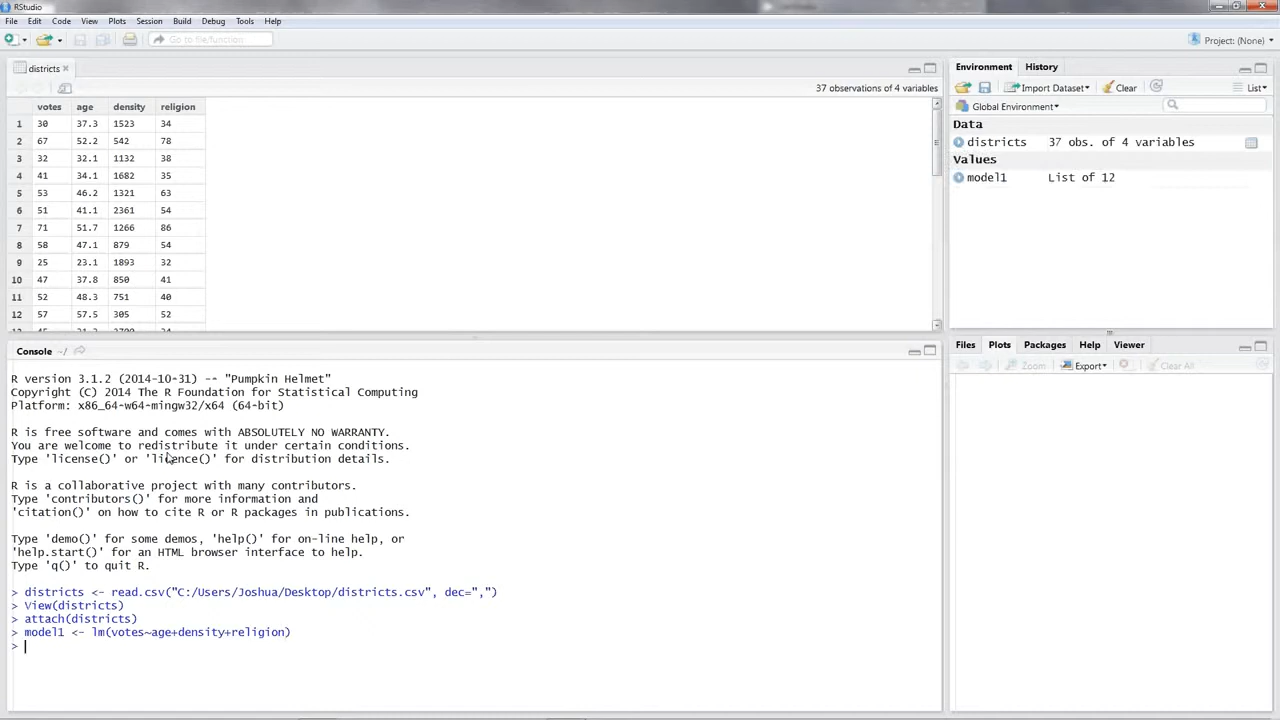 RStudio
File Edit Code View Plots Session Build Debug Tools Help
Go to file/function
Project: (None)
districts
37 observations of 4 variables
votes age density religion
1 30 37.3 1523 34
2 67 52.2 542 78
3 32 32.1 1132 38
4 41 34.1 1682 35
5 53 46.2 1321 63
6 51 41.1 2361 54
7 71 51.7 1266 86
8 58 47.1 879 54
9 25 23.1 1893 32
10 47 37.8 850 41
11 52 48.3 751 40
12 57 57.5 305 52
Console ~/
R version 3.1.2 (2014-10-31) -- "Pumpkin Helmet"
Copyright (C) 2014 The R Foundation for Statistical Computing
Platform: x86_64-w64-mingw32/x64 (64-bit)
R is free software and comes with ABSOLUTELY NO WARRANTY.
You are welcome to redistribute it under certain conditions.
Type 'license()' or 'licence()' for distribution details.
R is a collaborative project with many contributors.
Type 'contributors()' for more information and
'citation()' on how to cite R or R packages in publications.
Type 'demo()' for some demos, 'help()' for on-line help, or
'help.start()' for an HTML browser interface to help.
Type 'q()' to quit R.
> districts <- read.csv("C:/Users/Joshua/Desktop/districts.csv", dec=",")
> View(districts)
> attach(districts)
> model1 <- lm(votes~age+density+religion)
>
Environment History
Import Dataset Clear List
Global Environment
Data
districts 37 obs. of 4 variables
Values
model1 List of 12
Files Plots Packages Help Viewer
Zoom Export Clear All